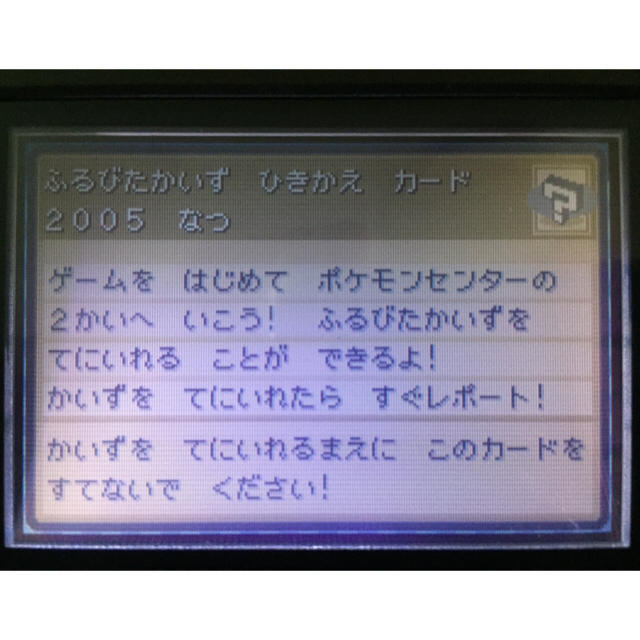 ふるびたかいず ひきかえ カード
2005 なつ
ゲームを はじめて ポケモンセンターの
2かいへ いこう! ふるびたかいずを
てにいれる ことが できるよ!
かいずを てにいれたら すぐレポート!
かいずを てにいれるまえに このカードを
すてないで ください!